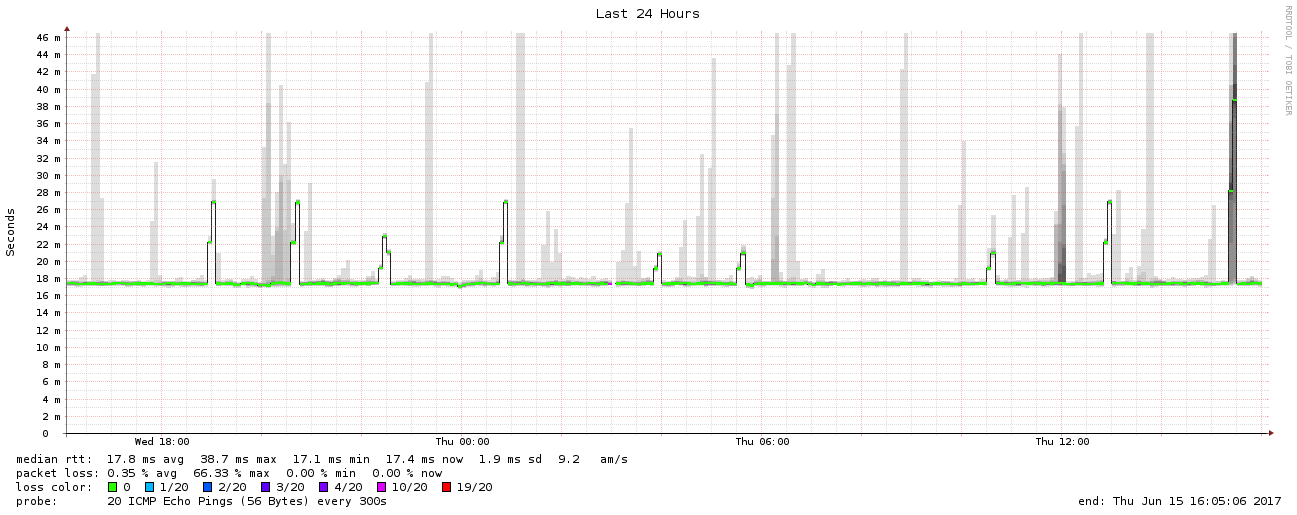 Last 24 Hours
RRDTOOL / TOBI OETIKER
46 m
44 m
42 m
40 m
38 m
36 m
34 m
32 m
30 m
28 m
26 m
24 m
22 m
20 m
18 m
16 m
14 m
12 m
10 m
8 m
6 m
4 m
2 m
0
Seconds
Wed 18:00 Thu 00:00 Thu 06:00 Thu 12:00
median rtt: 17.8 ms avg 38.7 ms max 17.1 ms min 17.4 ms now 1.9 ms sd 9.2 am/s
packet loss: 0.35 % avg 66.33 % max 0.00 % min 0.00 % now
loss color: 0 1/20 2/20 3/20 4/20 10/20 19/20
probe: 20 ICMP Echo Pings (56 Bytes) every 300s end: Thu Jun 15 16:05:06 2017